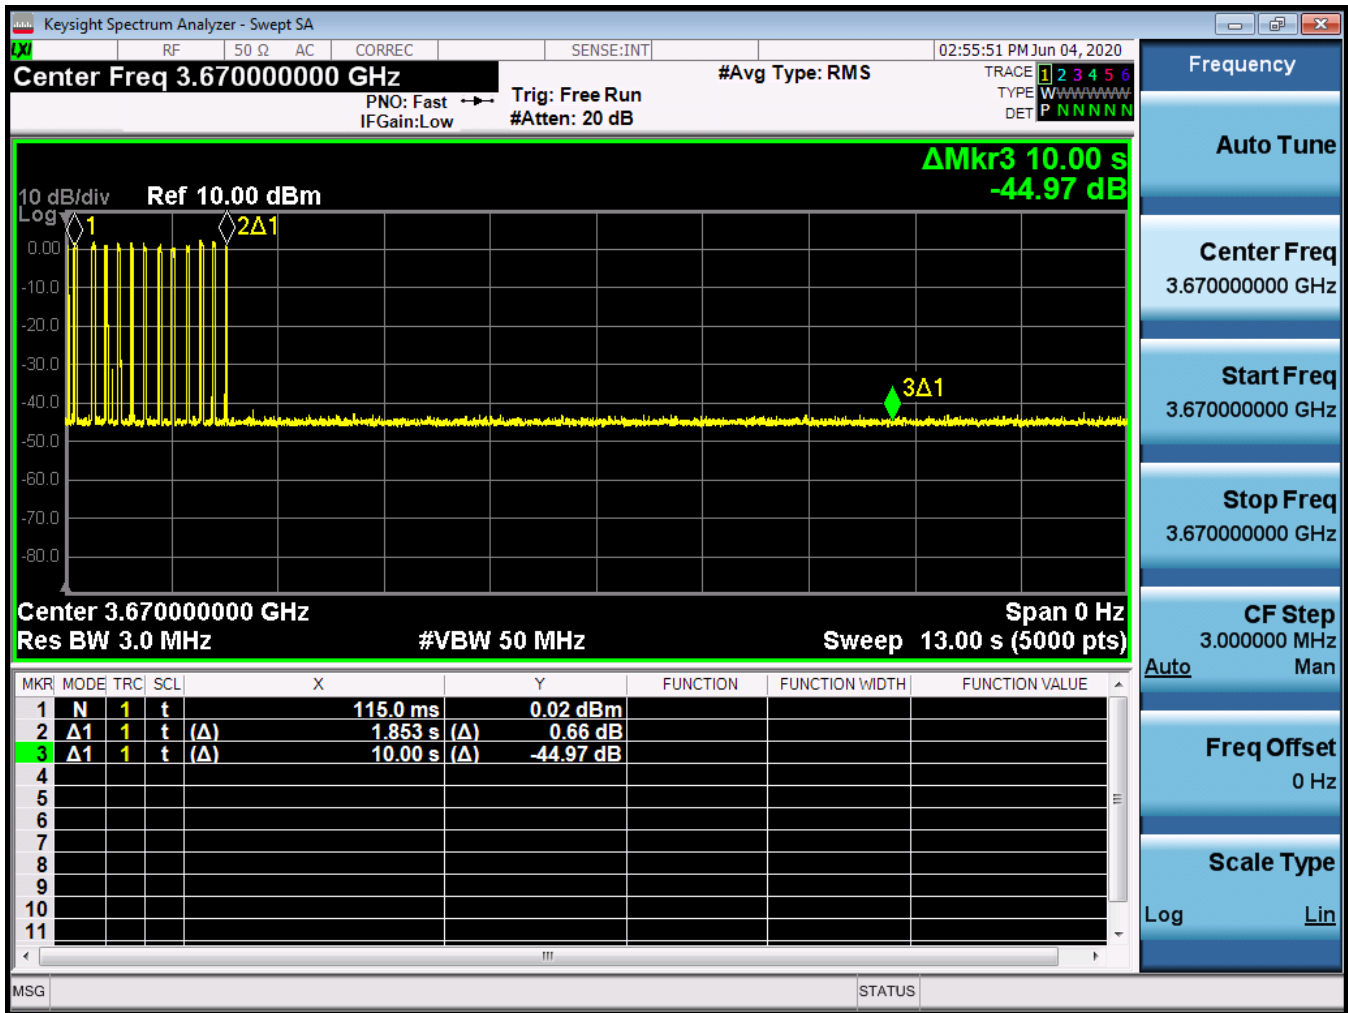 Keysight Spectrum Analyzer - Swept SA
LXI RF 50 Ω AC CORREC SENSE:INT 02:55:51 PM Jun 04, 2020
Center Freq 3.670000000 GHz
PNO: Fast
IFGain:Low
Trig: Free Run
#Atten: 20 dB
#Avg Type: RMS
TRACE 1 2 3 4 5 6
TYPE W W W W W W
DET P N N N N N
ΔMkr3 10.00 s
-44.97 dB
10 dB/div Ref 10.00 dBm
Log
1
2Δ1
3Δ1
0.00
-10.0
-20.0
-30.0
-40.0
-50.0
-60.0
-70.0
-80.0
Center 3.670000000 GHz Span 0 Hz
Res BW 3.0 MHz #VBW 50 MHz Sweep 13.00 s (5000 pts)
MKR MODE TRC SCL X Y FUNCTION FUNCTION WIDTH FUNCTION VALUE
1 N 1 t 115.0 ms 0.02 dBm
2 Δ1 1 t (Δ) 1.853 s (Δ) 0.66 dB
3 Δ1 1 t (Δ) 10.00 s (Δ) -44.97 dB
4
5
6
7
8
9
10
11
MSG STATUS
Frequency
Auto Tune
Center Freq
3.670000000 GHz
Start Freq
3.670000000 GHz
Stop Freq
3.670000000 GHz
CF Step
3.000000 MHz
Auto Man
Freq Offset
0 Hz
Scale Type
Log Lin